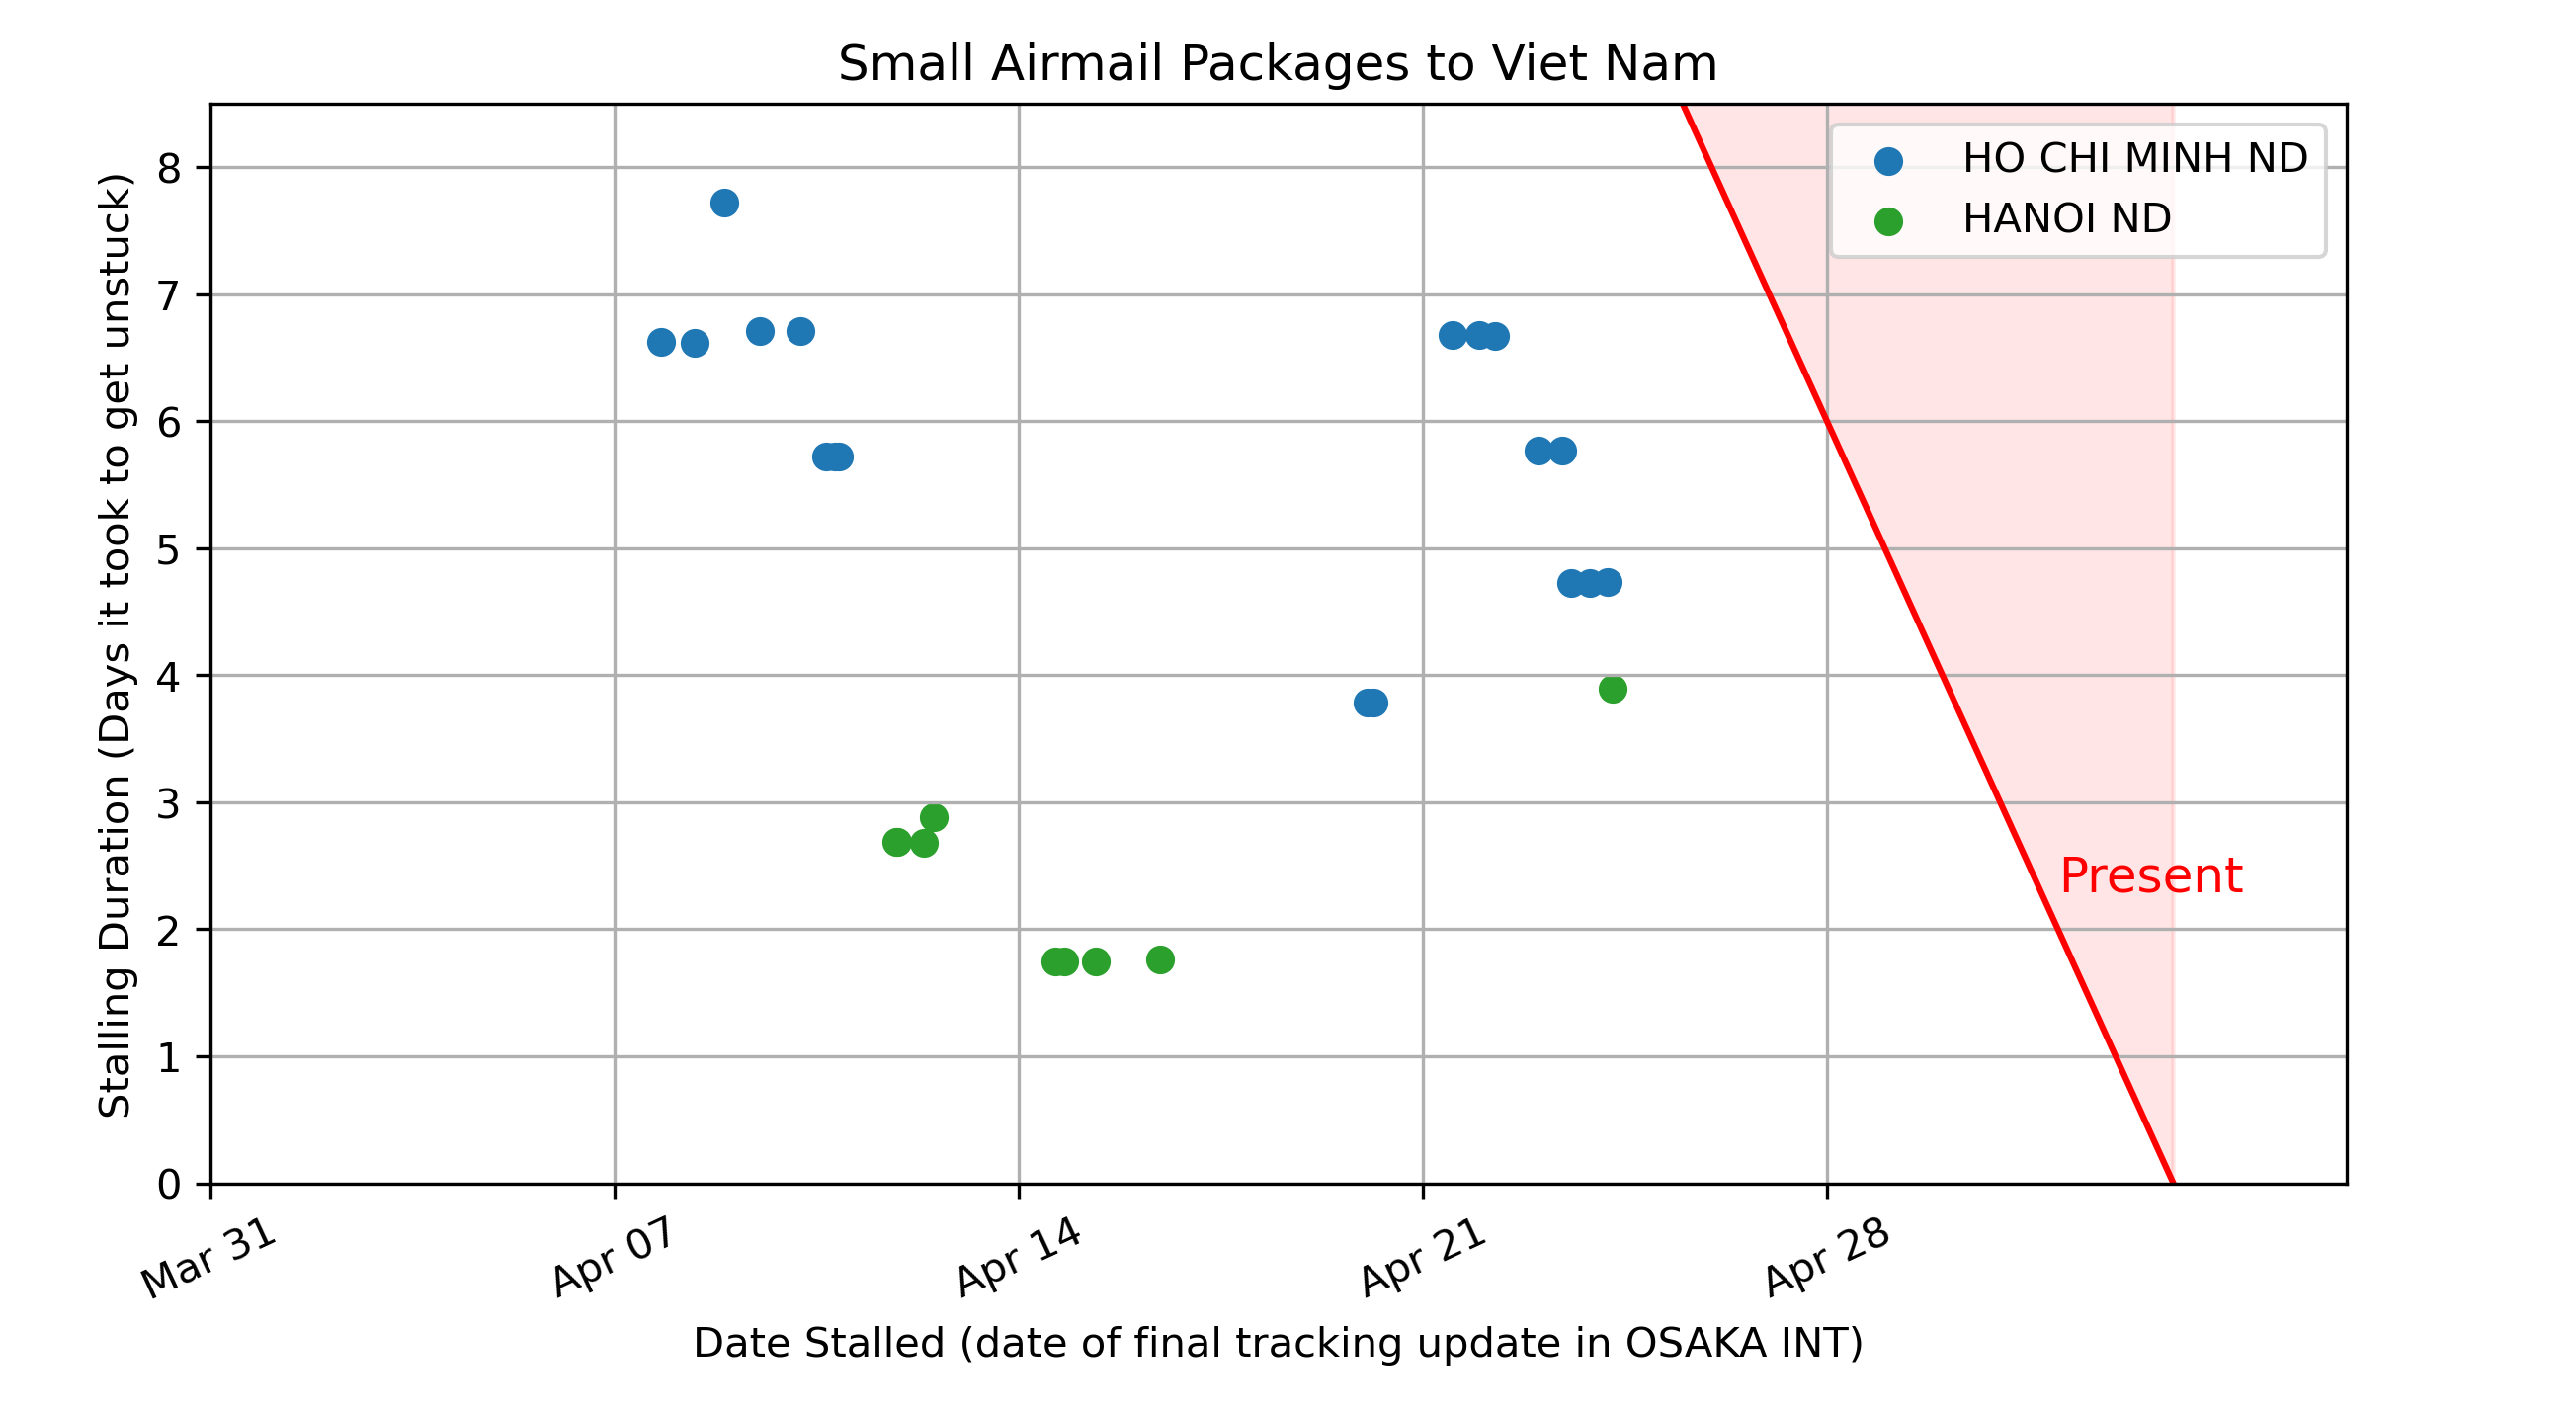 Small Airmail Packages to Viet Nam
Stalling Duration (Days it took to get unstuck)
8
7
6
5
4
3
2
1
0
HO CHI MINH ND
HANOI ND
Present
Mar 31
Apr 07
Apr 14
Apr 21
Apr 28
Date Stalled (date of final tracking update in OSAKA INT)